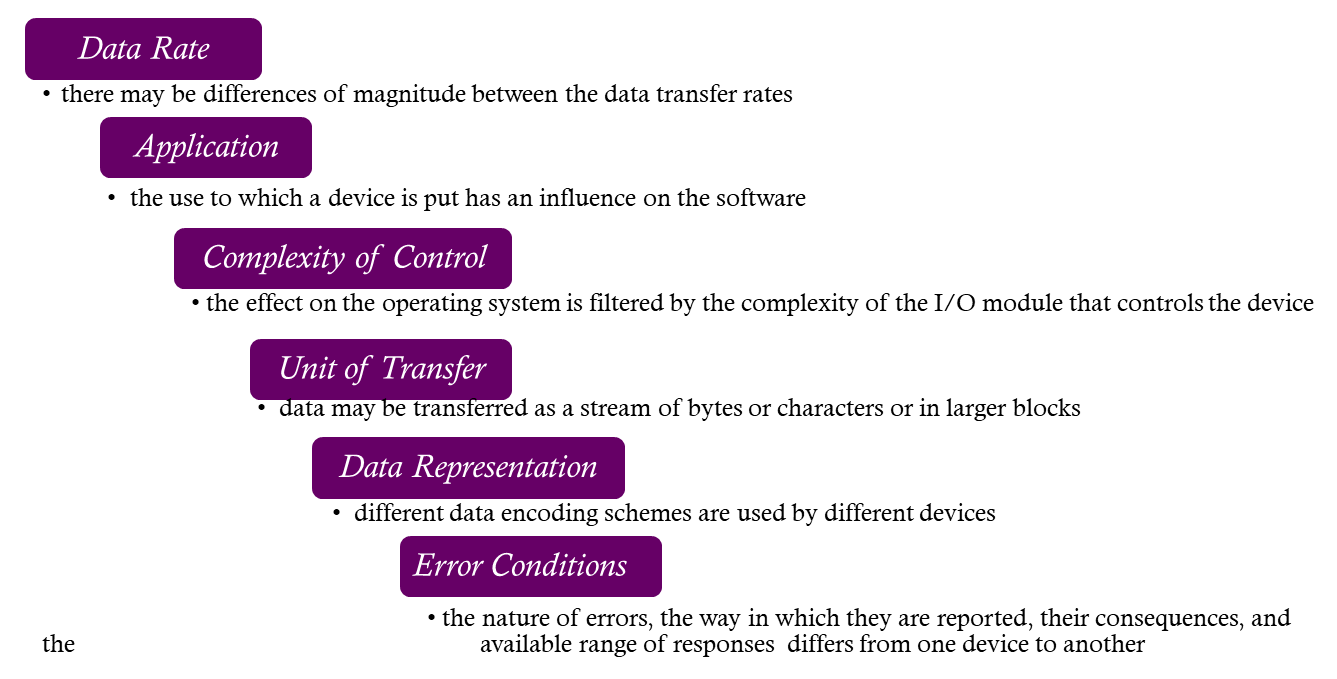 Data Rate
• there may be differences of magnitude between the data transfer rates
Application
• the use to which a device is put has an influence on the software
Complexity of Control
• the effect on the operating system is filtered by the complexity of the I/O module that controls the device
Unit of Transfer
• data may be transferred as a stream of bytes or characters or in larger blocks
Data Representation
• different data encoding schemes are used by different devices
Error Conditions
• the nature of errors, the way in which they are reported, their consequences, and
the available range of responses differs from one device to another